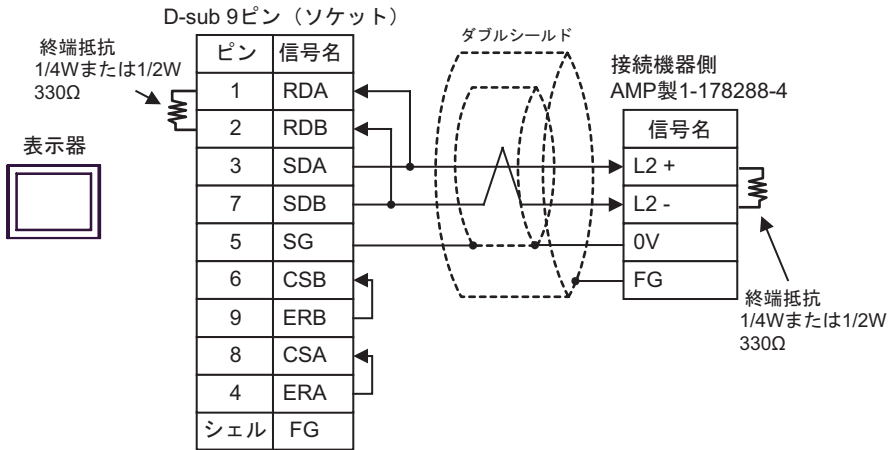 D-sub 9ピン（ソケット）
終端抵抗
1/4Wまたは1/2W
330Ω
表示器
ピン 信号名
1 RDA
2 RDB
3 SDA
7 SDB
5 SG
6 CSB
9 ERB
8 CSA
4 ERA
シェル FG
ダブルシールド
接続機器側
AMP製1-178288-4
信号名
L2 +
L2 -
0V
FG
終端抵抗
1/4Wまたは1/2W
330Ω